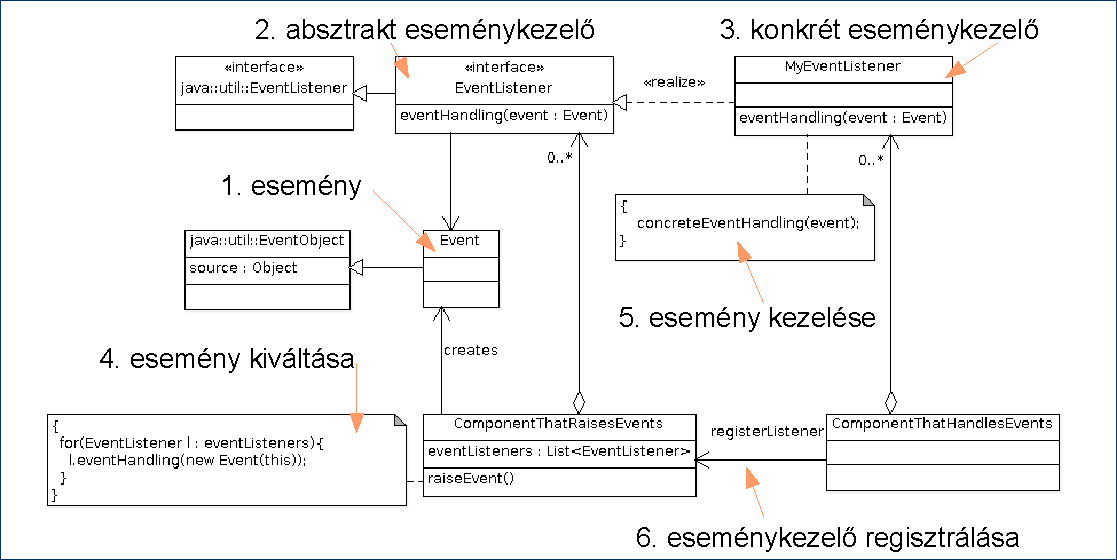 2. absztrakt eseménykezelő
3. konkrét eseménykezelő
«interface»
java::util::EventListener
«interface»
EventListener
eventHandling(event : Event)
«realize»
MyEventListener
eventHandling(event : Event)
0..*
0..*
1. esemény
{
concreteEventHandling(event);
}
java::util::EventObject
source : Object
Event
5. esemény kezelése
4. esemény kiváltása
creates
{
for(EventListener l : eventListeners){
l.eventHandling(new Event(this));
}
}
ComponentThatRaisesEvents
eventListeners : List<EventListener>
raiseEvent()
registerListener
ComponentThatHandlesEvents
6. eseménykezelő regisztrálása